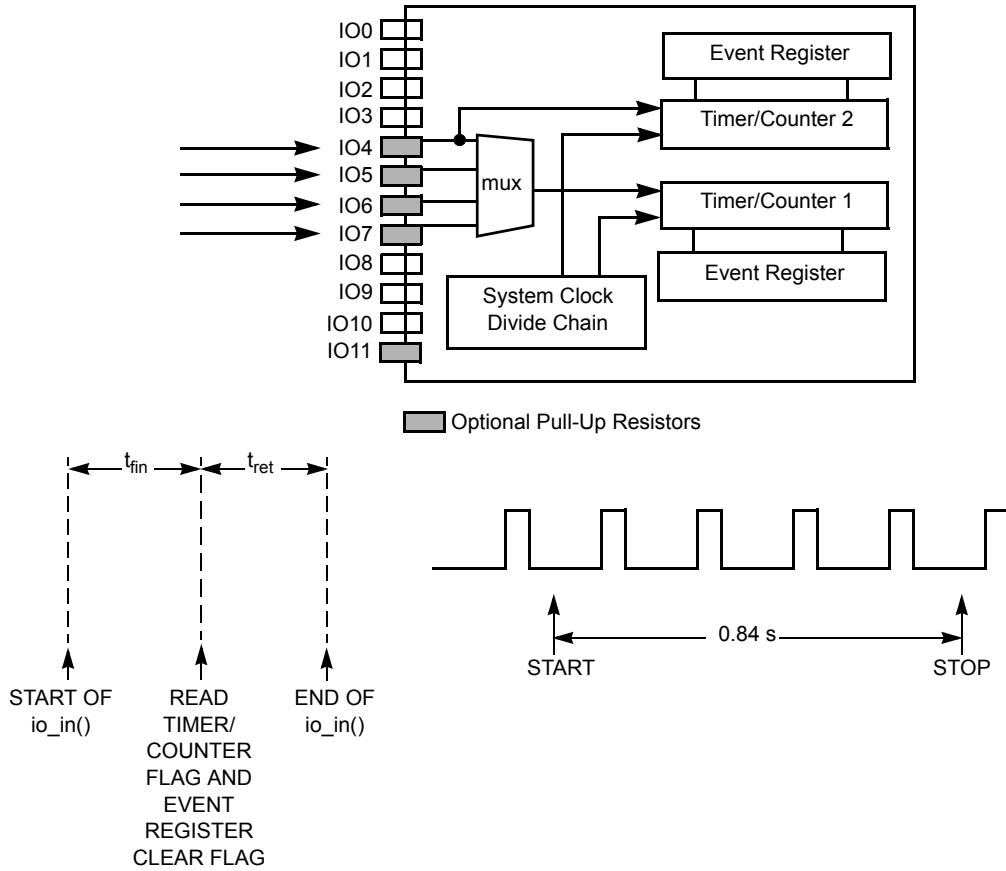 IO0
IO1
IO2
IO3
IO4
IO5
IO6
IO7
IO8
IO9
IO10
IO11
mux
Event Register
Timer/Counter 2
Timer/Counter 1
Event Register
System Clock
Divide Chain
Optional Pull-Up Resistors
tfin
tret
START OF
io_in()
READ
TIMER/
COUNTER
FLAG AND
EVENT
REGISTER
CLEAR FLAG
END OF
io_in()
0.84 s
START
STOP